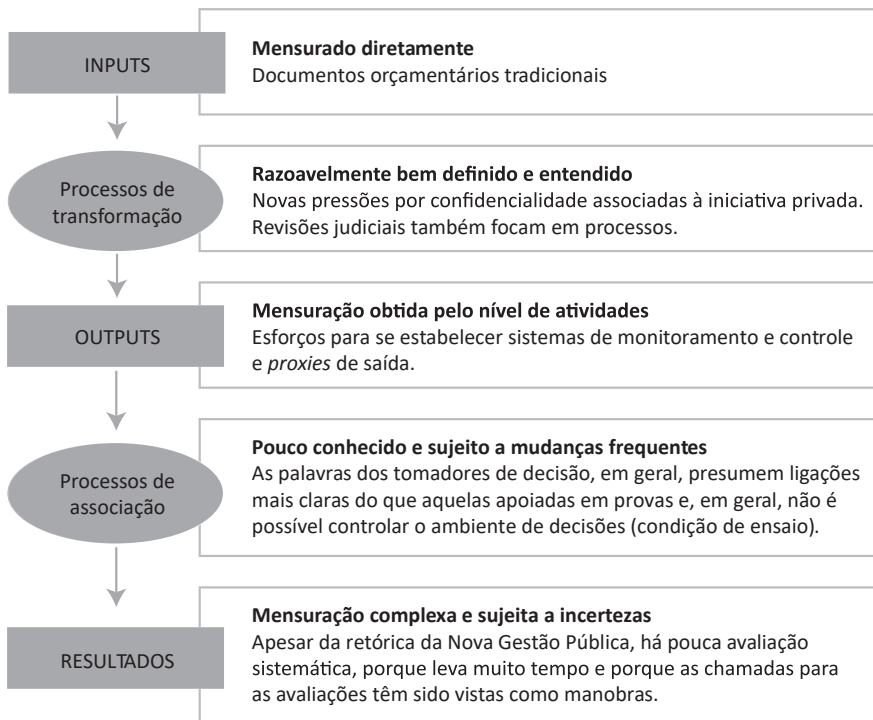 INPUTS
Mensurado diretamente
Documentos orçamentários tradicionais
Processos de
transformação
Razoavelmente bem definido e entendido
Novas pressões por confidencialidade associadas à iniciativa privada.
Revisões judiciais também focam em processos.
OUTPUTS
Mensuração obtida pelo nível de atividades
Esforços para se estabelecer sistemas de monitoramento e controle
e proxies de saída.
Processos de
associação
Pouco conhecido e sujeito a mudanças frequentes
As palavras dos tomadores de decisão, em geral, presumem ligações
mais claras do que aquelas apoiadas em provas e, em geral, não é
possível controlar o ambiente de decisões (condição de ensaio).
RESULTADOS
Mensuração complexa e sujeita a incertezas
Apesar da retórica da Nova Gestão Pública, há pouca avaliação
sistemática, porque leva muito tempo e porque as chamadas para
as avaliações têm sido vistas como manobras.